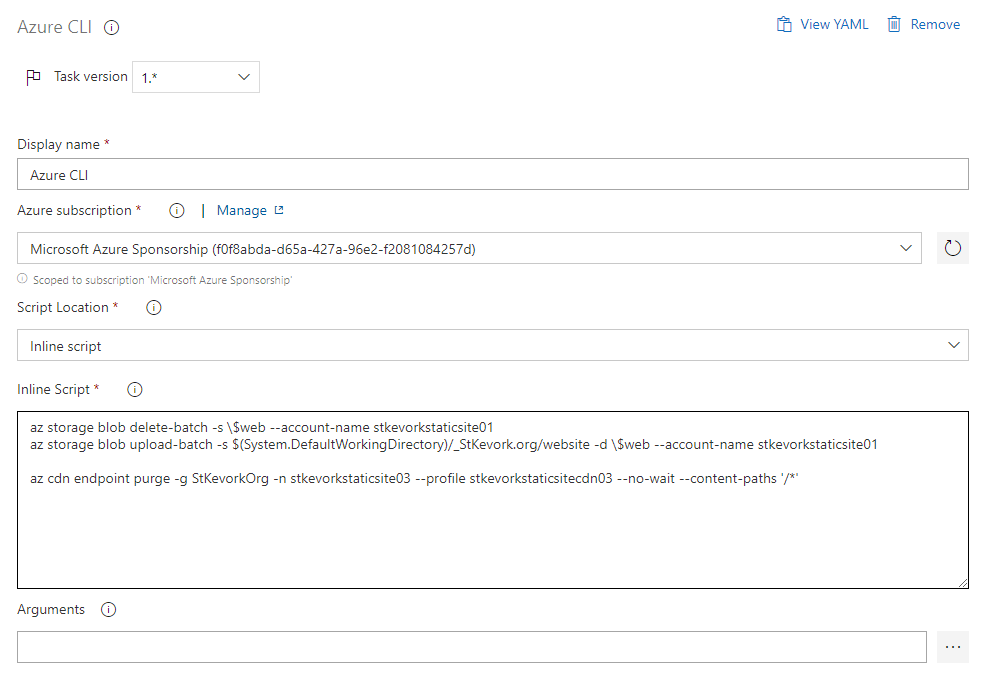 Azure CLI
View YAML
Remove
Task version
1.*
Display name *
Azure CLI
Azure subscription *
| Manage
Microsoft Azure Sponsorship (f0f8abda-d65a-427a-96e2-f2081084257d)
Scoped to subscription 'Microsoft Azure Sponsorship'
Script Location *
Inline script
Inline Script *
az storage blob delete-batch -s \$web --account-name stkevorkstaticsite01
az storage blob upload-batch -s $(System.DefaultWorkingDirectory)/_StKevork.org/website -d \$web --account-name stkevorkstaticsite01
az cdn endpoint purge -g StKevorkOrg -n stkevorkstaticsite03 --profile stkevorkstaticsitecdn03 --no-wait --content-paths '/*'
Arguments
...